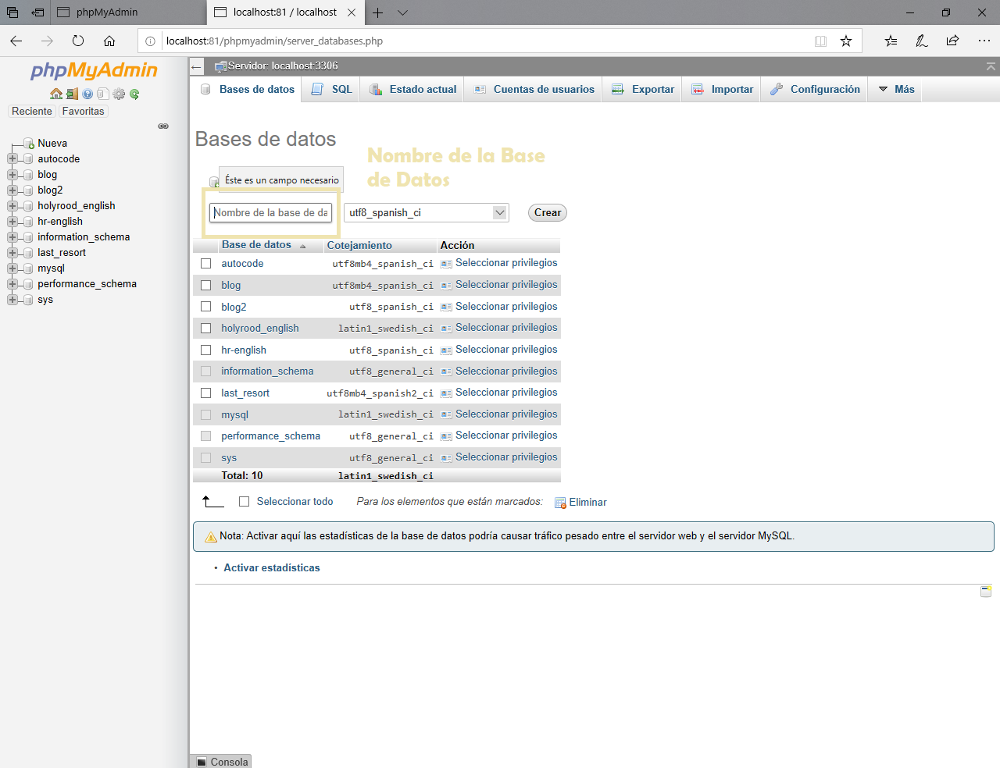 phpMyAdmin
localhost:81 / localhost
localhost:81/phpmyadmin/server_databases.php
phpMyAdmin
Reciente Favoritas
Nueva
autocode
blog
blog2
holyrood_english
hr-english
information_schema
last_resort
mysql
performance_schema
sys
Servidor: localhost:3306
Bases de datos SQL Estado actual Cuentas de usuarios Exportar Importar Configuración Más
Bases de datos
Nombre de la Base
de Datos
Éste es un campo necesario
Nombre de la base de da utf8_spanish_ci Crear
Base de datos Cotejamiento Acción
autocode utf8mb4_spanish_ci Seleccionar privilegios
blog utf8mb4_spanish_ci Seleccionar privilegios
blog2 utf8_spanish_ci Seleccionar privilegios
holyrood_english latin1_swedish_ci Seleccionar privilegios
hr-english utf8_spanish_ci Seleccionar privilegios
information_schema utf8_general_ci Seleccionar privilegios
last_resort utf8mb4_spanish2_ci Seleccionar privilegios
mysql latin1_swedish_ci Seleccionar privilegios
performance_schema utf8_general_ci Seleccionar privilegios
sys utf8_general_ci Seleccionar privilegios
Total: 10 latin1_swedish_ci
Seleccionar todo Para los elementos que están marcados: Eliminar
Nota: Activar aquí las estadísticas de la base de datos podría causar tráfico pesado entre el servidor web y el servidor MySQL.
• Activar estadísticas
Consola